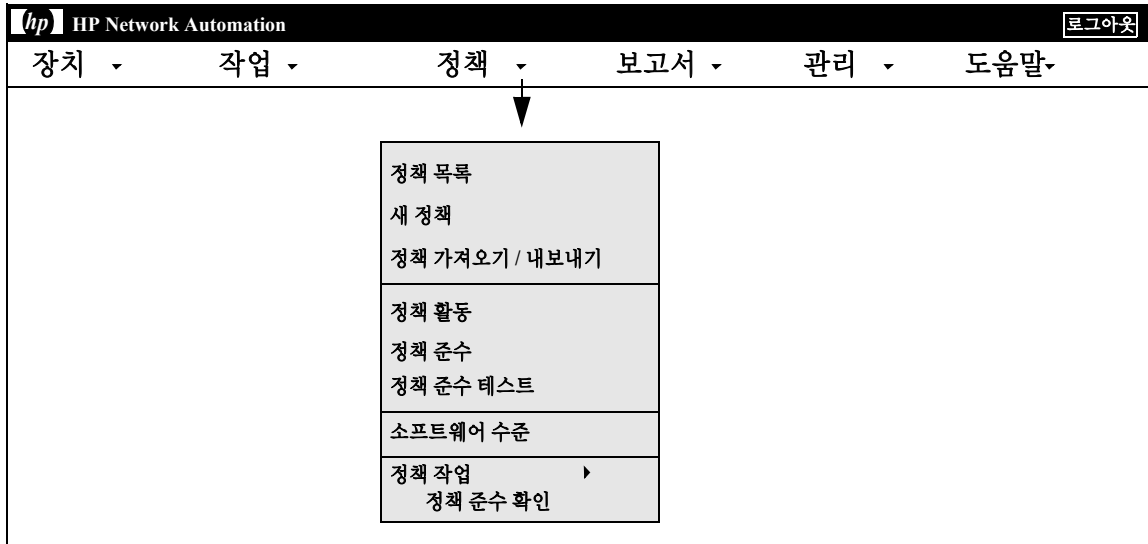 hp HP Network Automation 로그아웃
장치 작업 정책 보고서 관리 도움말
정책 목록
새 정책
정책 가져오기 / 내보내기
정책 활동
정책 준수
정책 준수 테스트
소프트웨어 수준
정책 작업
정책 준수 확인